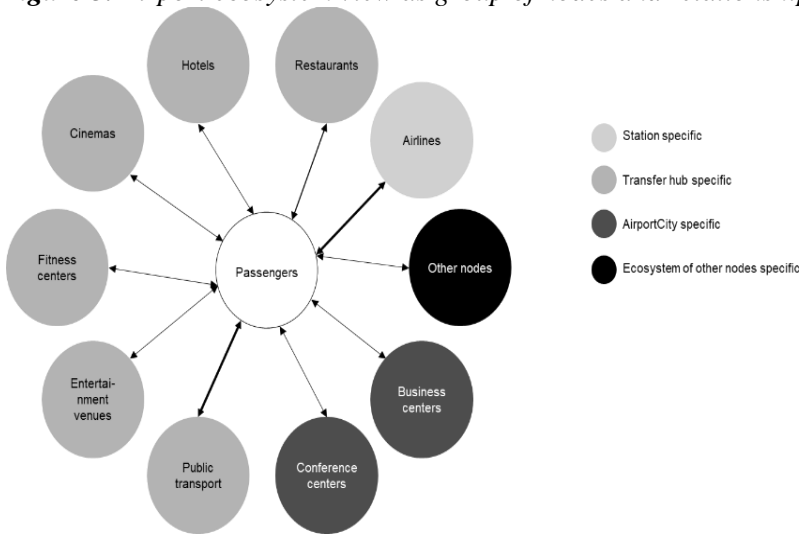 Hotels
Restaurants
Cinemas
Airlines
Station specific
Transfer hub specific
AirportCity specific
Ecosystem of other nodes specific
Fitness
centers
Passengers
Other nodes
Entertai-
nment
venues
Business
centers
Public
transport
Conference
centers